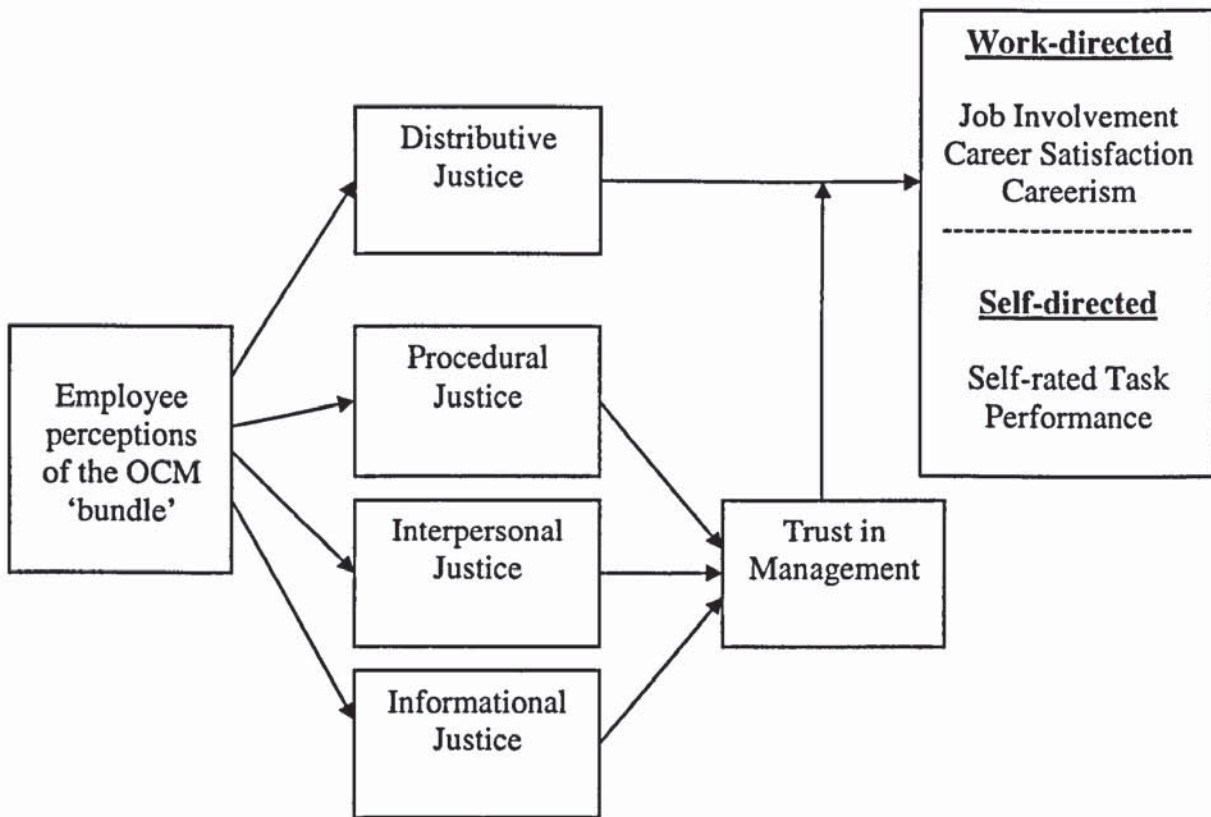 Work-directed
Job Involvement
Career Satisfaction
Careerism
-------------------------
Self-directed
Self-rated Task
Performance
Distributive
Justice
Procedural
Justice
Employee
perceptions
of the OCM
‘bundle’
Interpersonal
Justice
Trust in
Management
Informational
Justice